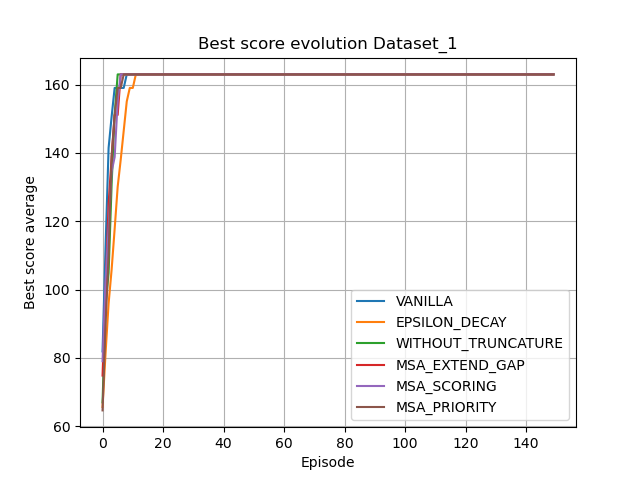 Best score evolution Dataset_1
Best score average
160
140
120
100
80
60
0 20 40 60 80 100 120 140
Episode
VANILLA
EPSILON_DECAY
WITHOUT_TRUNCATURE
MSA_EXTEND_GAP
MSA_SCORING
MSA_PRIORITY